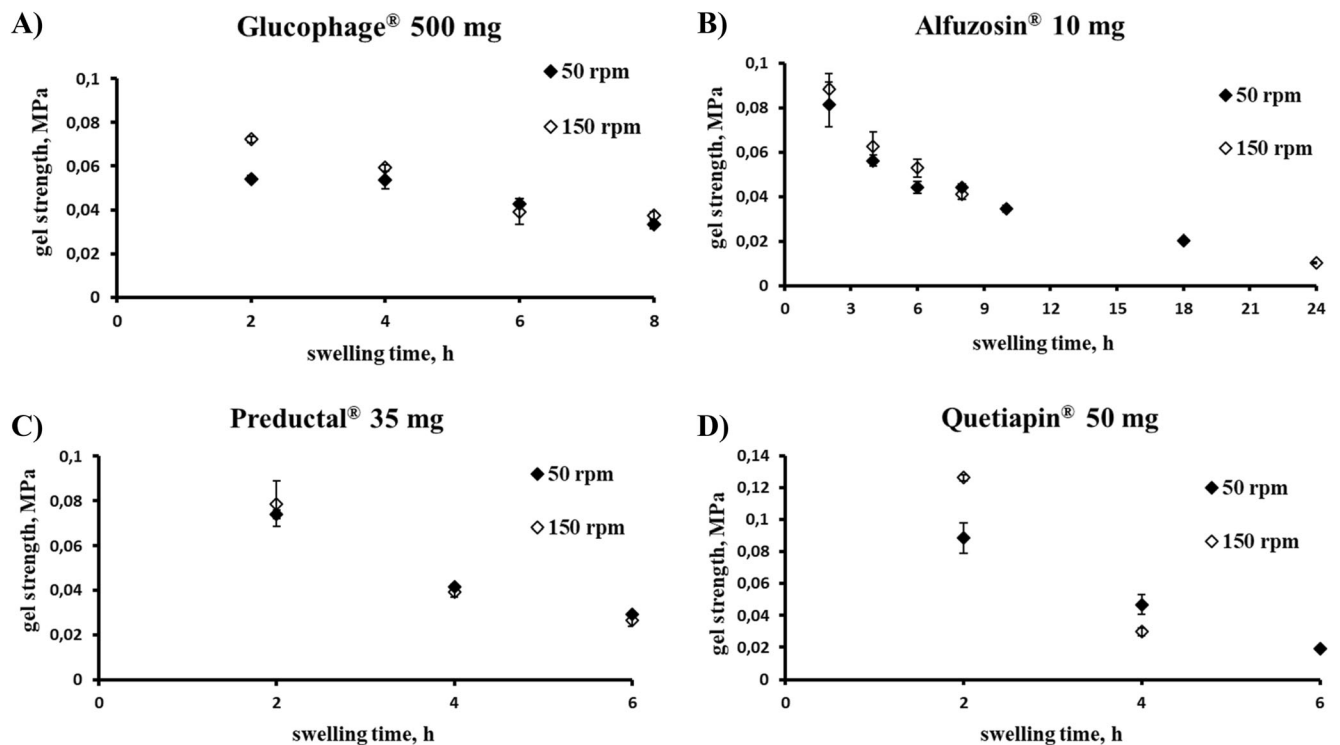 A)
Glucophage® 500 mg
gel strength, MPa
0,1
0,08
0,06
0,04
0,02
0
50 rpm
150 rpm
0 2 4 6 8
swelling time, h
B)
Alfuzosin® 10 mg
gel strength, MPa
0,1
0,08
0,06
0,04
0,02
0
50 rpm
150 rpm
0 3 6 9 12 15 18 21 24
swelling time, h
C)
Preductal® 35 mg
gel strength, MPa
0,1
0,08
0,06
0,04
0,02
0
50 rpm
150 rpm
0 2 4 6
swelling time, h
D)
Quetiapin® 50 mg
gel strength, MPa
0,14
0,12
0,1
0,08
0,06
0,04
0,02
0
50 rpm
150 rpm
0 2 4 6
swelling time, h